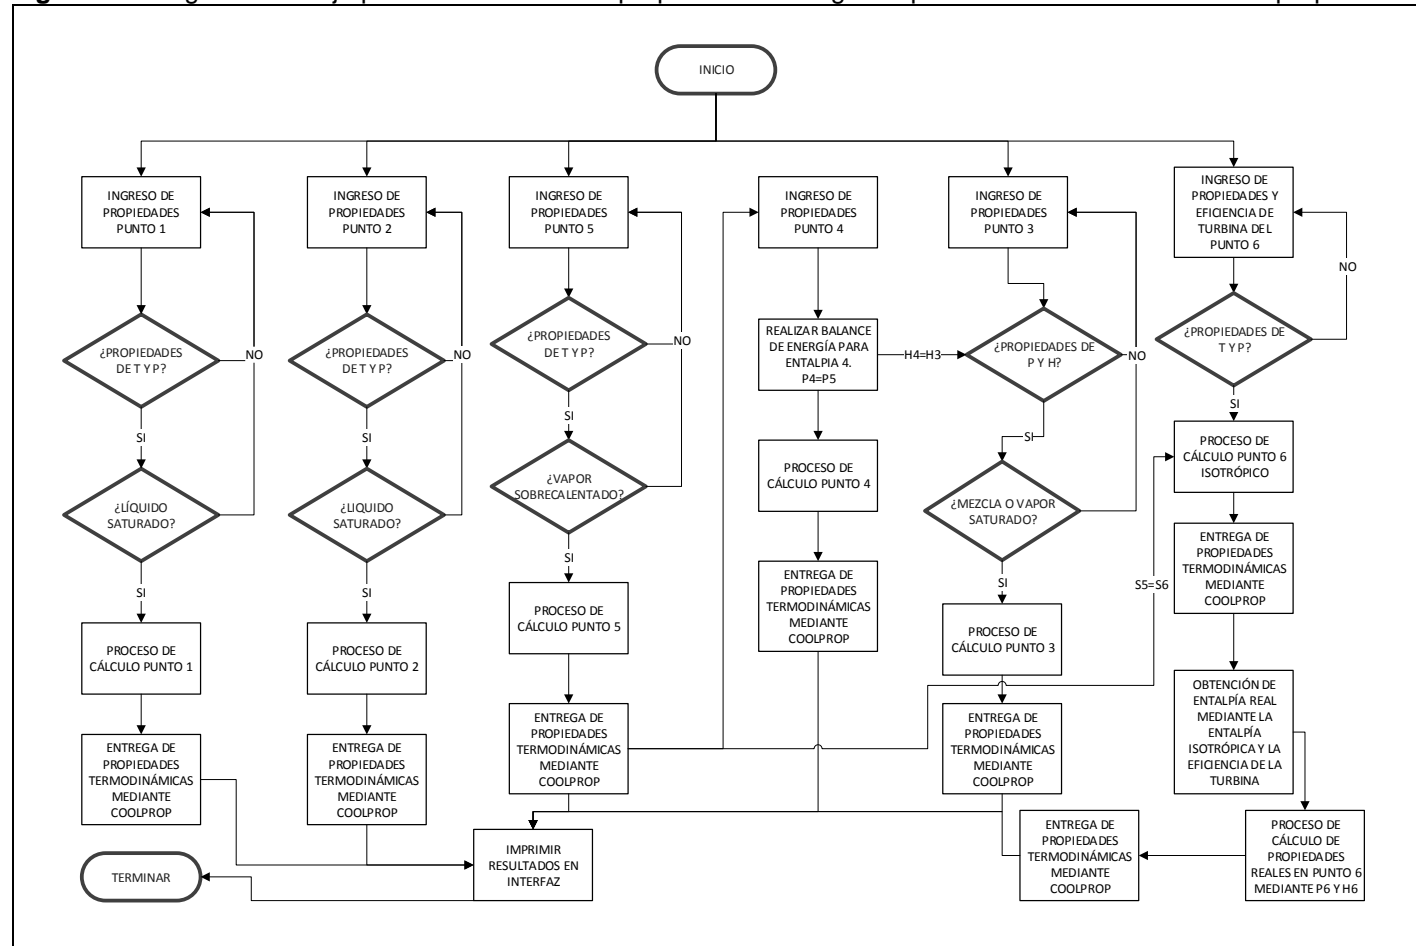 INICIO
INGRESO DE
PROPIEDADES
PUNTO 1
¿PROPIEDADES
DE T Y P?
NO
SI
¿LÍQUIDO
SATURADO?
SI
PROCESO DE
CÁLCULO PUNTO 1
ENTREGA DE
PROPIEDADES
TERMODINÁMICAS
MEDIANTE
COOLPROP
INGRESO DE
PROPIEDADES
PUNTO 2
¿PROPIEDADES
DE T Y P?
NO
SI
¿LIQUIDO
SATURADO?
SI
PROCESO DE
CÁLCULO PUNTO 2
ENTREGA DE
PROPIEDADES
TERMODINÁMICAS
MEDIANTE
COOLPROP
INGRESO DE
PROPIEDADES
PUNTO 5
¿PROPIEDADES
DE T Y P?
NO
SI
¿VAPOR
SOBRECALENTADO?
SI
PROCESO DE
CÁLCULO PUNTO 5
ENTREGA DE
PROPIEDADES
TERMODINÁMICAS
MEDIANTE
COOLPROP
INGRESO DE
PROPIEDADES
PUNTO 4
REALIZAR BALANCE
DE ENERGÍA PARA
ENTALPIA 4.
P4=P5
H4=H3
PROCESO DE
CÁLCULO PUNTO 4
ENTREGA DE
PROPIEDADES
TERMODINÁMICAS
MEDIANTE
COOLPROP
INGRESO DE
PROPIEDADES
PUNTO 3
¿PROPIEDADES DE
P Y H?
NO
SI
¿MEZCLA O VAPOR
SATURADO?
SI
PROCESO DE
CÁLCULO PUNTO 3
ENTREGA DE
PROPIEDADES
TERMODINÁMICAS
MEDIANTE
COOLPROP
INGRESO DE
PROPIEDADES Y
EFICIENCIA DE
TURBINA DEL
PUNTO 6
NO
¿PROPIEDADES DE
T Y P?
SI
PROCESO DE
CÁLCULO PUNTO 6
ISOTRÓPICO
S5=S6
ENTREGA DE
PROPIEDADES
TERMODINÁMICAS
MEDIANTE
COOLPROP
OBTENCIÓN DE
ENTALPÍA REAL
MEDIANTE LA
ENTALPÍA
ISOTRÓPICA Y LA
EFICIENCIA DE LA
TURBINA
PROCESO DE
CÁLCULO DE
PROPIEDADES
REALES EN PUNTO 6
MEDIANTE P6 Y H6
ENTREGA DE
PROPIEDADES
TERMODINÁMICAS
MEDIANTE
COOLPROP
IMPRIMIR
RESULTADOS EN
INTERFAZ
TERMINAR